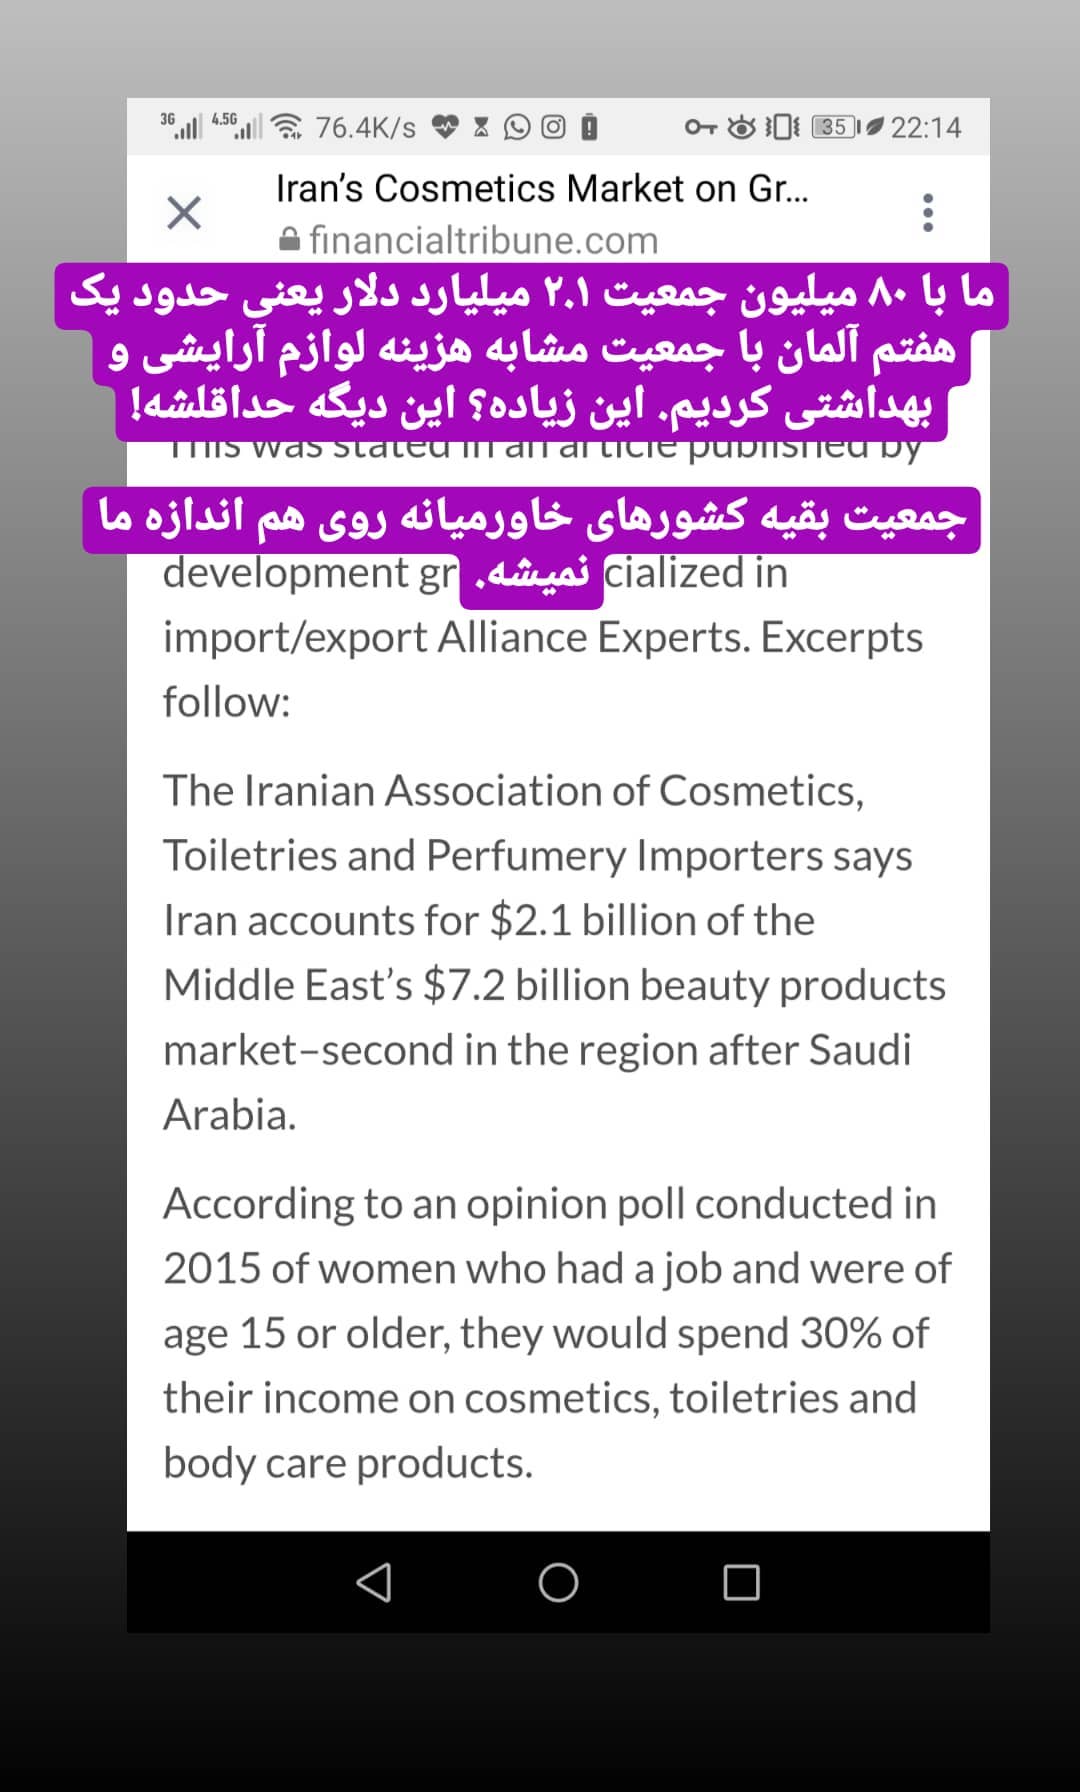 3G 4.5G 76.4K/s 35 22:14
Iran's Cosmetics Market on Gr...
financialtribune.com
ما با ۸۰ میلیون جمعیت ۲.۱ میلیارد دلار یعنی حدود یک
هفتم آلمان با جمعیت مشابه هزینه لوازم آرایشی و
بهداشتی کردیم. این زیاده؟ این دیگه حداقلشه!
This was stated in an article published by
جمعیت بقیه کشورهای خاورمیانه روی هم اندازه ما
نمیشه.
development gr cialized in
import/export Alliance Experts. Excerpts
follow:
The Iranian Association of Cosmetics,
Toiletries and Perfumery Importers says
Iran accounts for $2.1 billion of the
Middle East's $7.2 billion beauty products
market–second in the region after Saudi
Arabia.
According to an opinion poll conducted in
2015 of women who had a job and were of
age 15 or older, they would spend 30% of
their income on cosmetics, toiletries and
body care products.